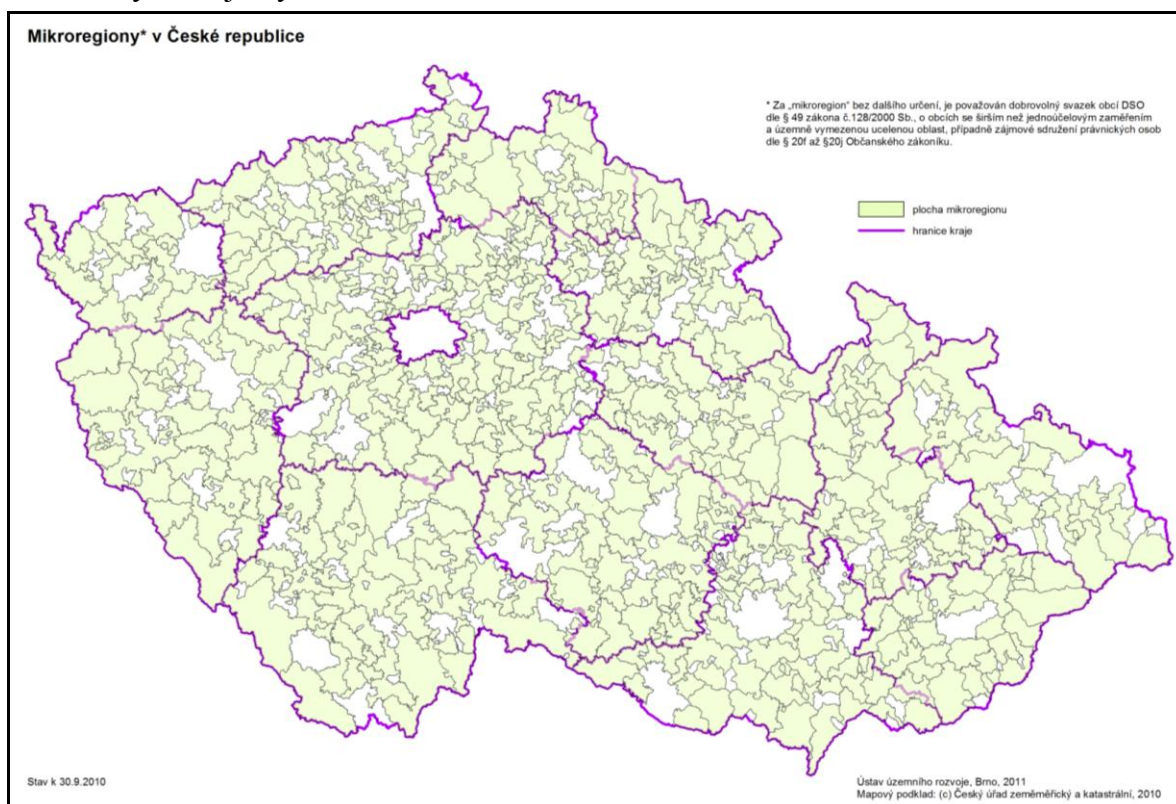 Mikroregiony* v České republice
* Za „mikroregion" bez dalšího určení, je považován dobrovolný svazek obcí DSO
dle § 49 zákona č.128/2000 Sb., o obcích se širším než jednoúčelovým zaměřením
a územně vymezenou ucelenou oblast, případně zájmové sdružení právnických osob
dle § 20f až §20j Občanského zákoníku.
plocha mikroregionu
hranice kraje
Stav k 30.9.2010
Ústav územního rozvoje, Brno, 2011
Mapový podklad: (c) Český úřad zeměměřický a katastrální, 2010